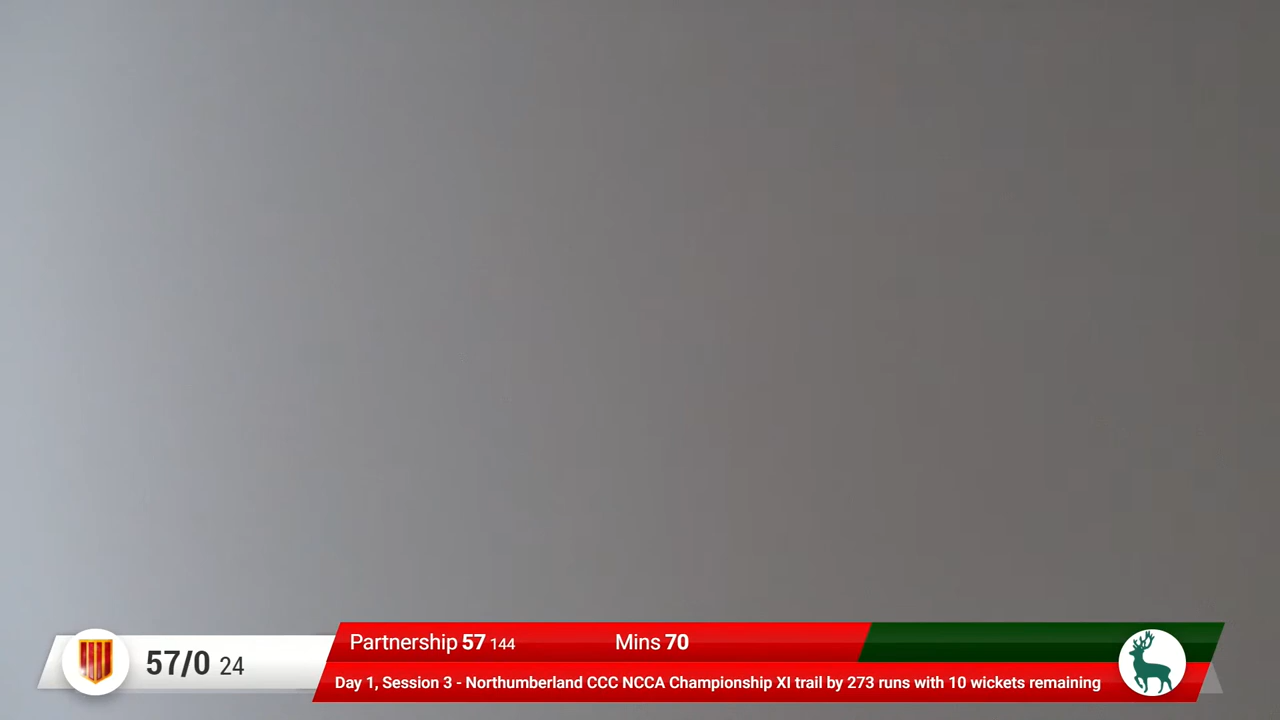 57/0 24
Partnership 57 144 Mins 70
Day 1, Session 3 - Northumberland CCC NCCA Championship XI trail by 273 runs with 10 wickets remaining